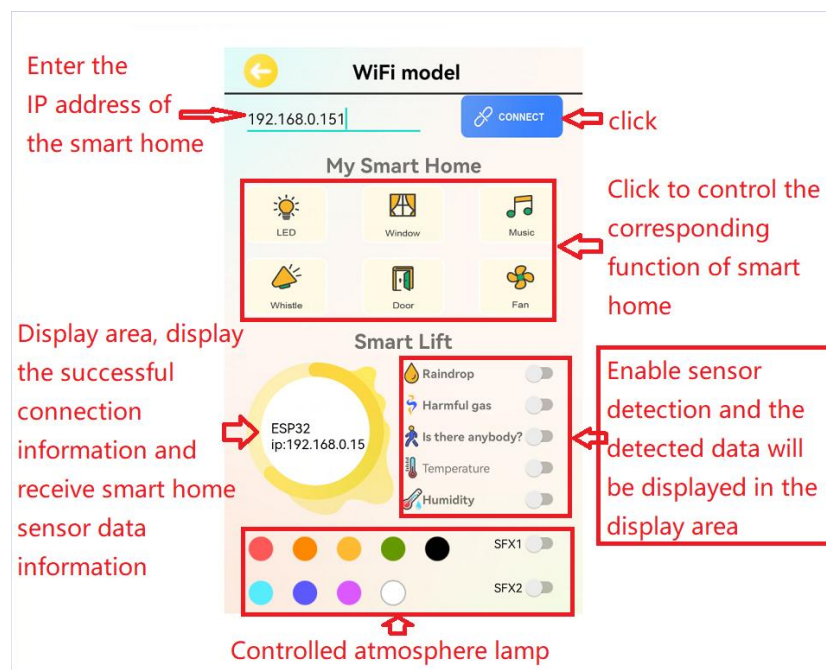 Enter the
IP address of
the smart home
WiFi model
192.168.0.151
CONNECT
click
My Smart Home
LED
Window
Music
Whistle
Door
Fan
Click to control the
corresponding
function of smart
home
Smart Lift
Display area, display
the successful
connection
information and
receive smart home
sensor data
information
ESP32
ip:192.168.0.15
Raindrop
Harmful gas
Is there anybody?
Temperature
Humidity
Enable sensor
detection and the
detected data will
be displayed in the
display area
SFX1
SFX2
Controlled atmosphere lamp